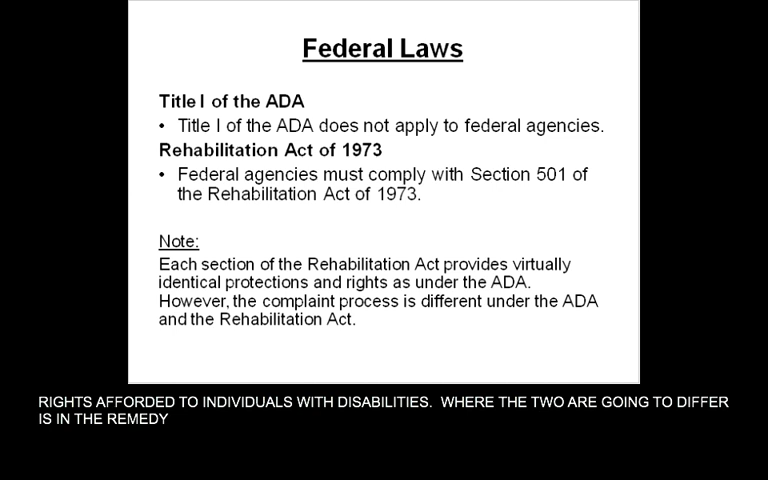 Federal Laws
Title I of the ADA
• Title I of the ADA does not apply to federal agencies.
Rehabilitation Act of 1973
• Federal agencies must comply with Section 501 of
the Rehabilitation Act of 1973.
Note:
Each section of the Rehabilitation Act provides virtually
identical protections and rights as under the ADA.
However, the complaint process is different under the ADA
and the Rehabilitation Act.
RIGHTS AFFORDED TO INDIVIDUALS WITH DISABILITIES.  WHERE THE TWO ARE GOING TO DIFFER
IS IN THE REMEDY